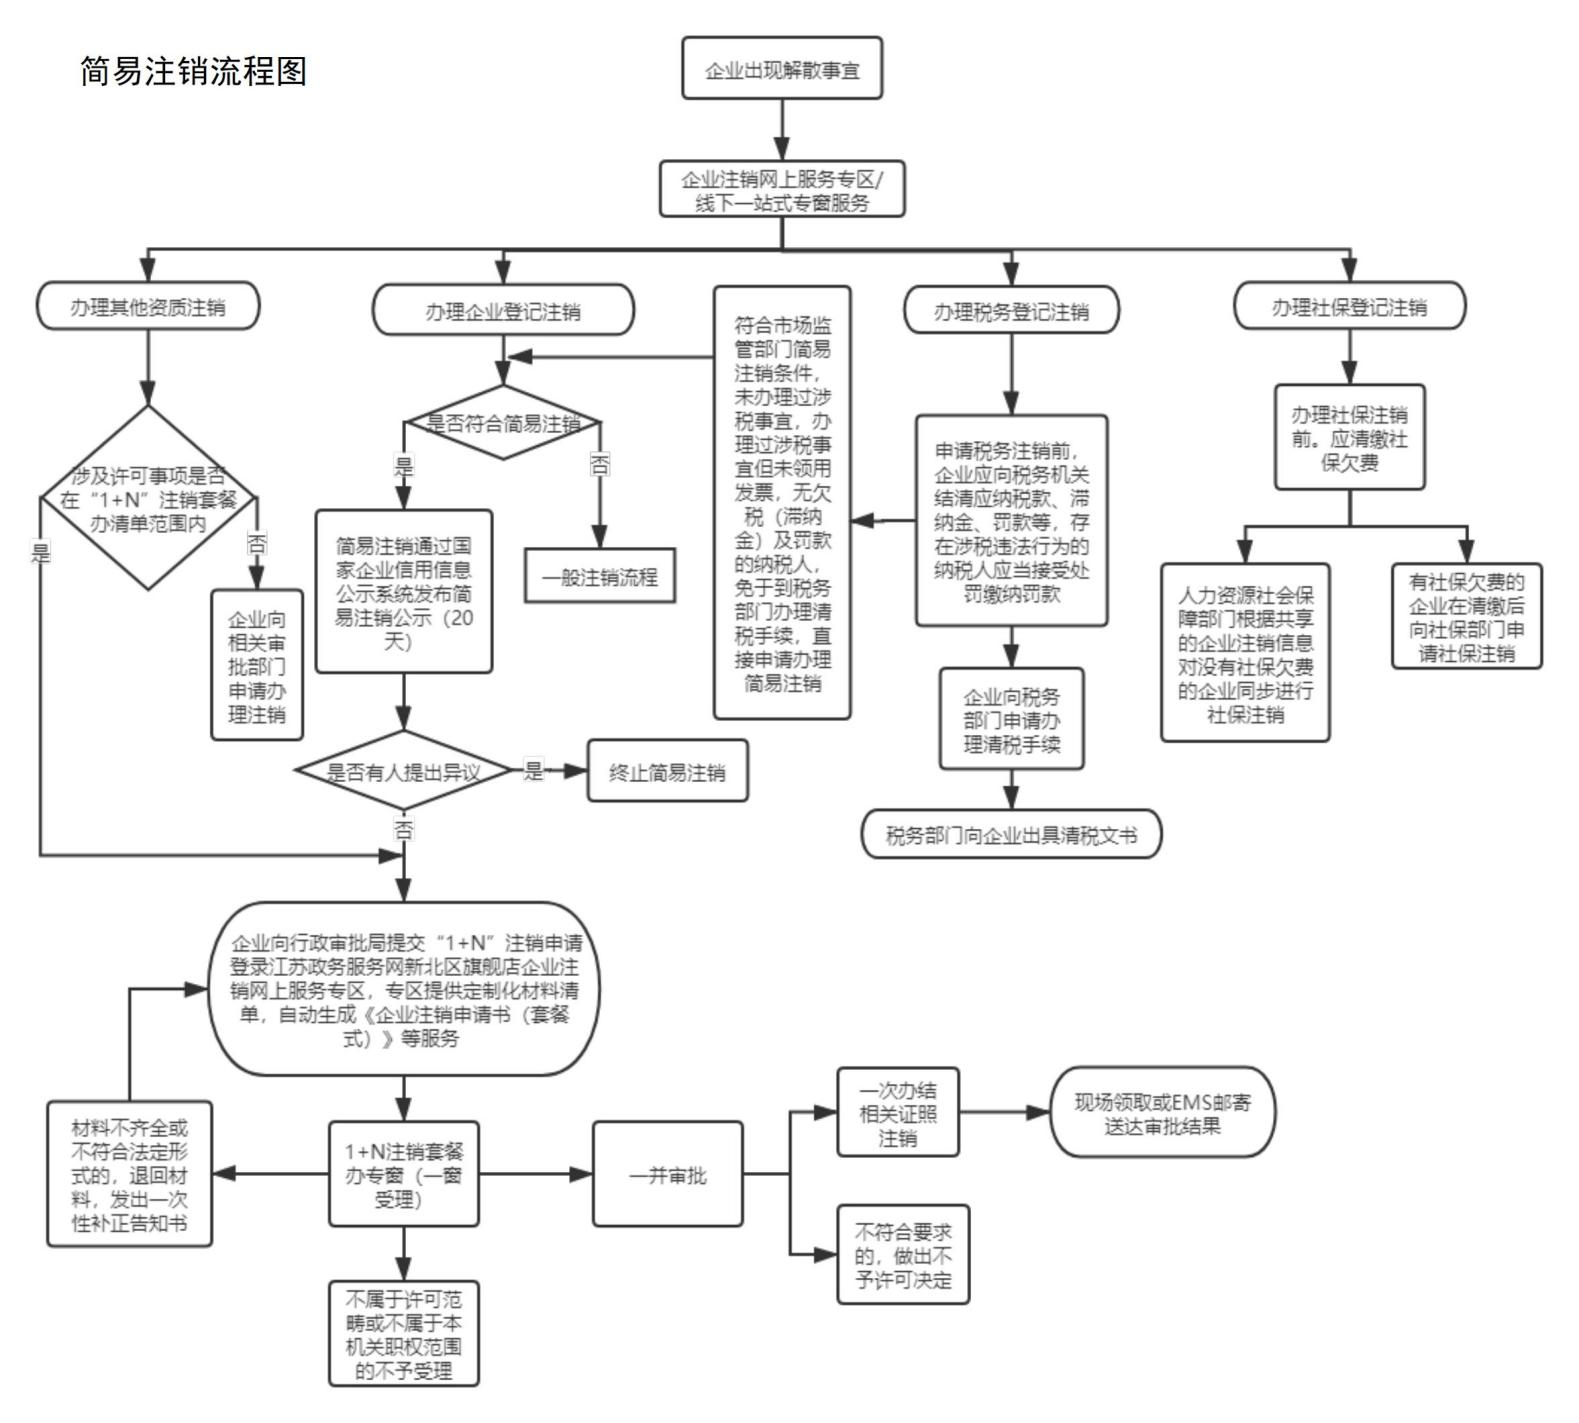 简易注销流程图
企业出现解散事宜
企业注销网上服务专区/
线下一站式专窗服务
办理其他资质注销
办理企业登记注销
办理税务登记注销
办理社保登记注销
涉及许可事项是否
在“1+N”注销套餐
办清单范围内
是
否
企业向
相关审
批部门
申请办
理注销
是否符合简易注销
是
否
简易注销通过国
家企业信用信息
公示系统发布简
易注销公示（20
天）
一般注销流程
是否有人提出异议
是
终止简易注销
否
符合市场监
管部门简易
注销条件，
未办理过涉
税事宜，办
理过涉税事
宜但未领用
发票，无欠
税（滞纳
金）及罚款
的纳税人，
免于到税务
部门办理清
税手续，直
接申请办理
简易注销
申请税务注销前，
企业应向税务机关
结清应纳税款、滞
纳金、罚款等，存
在涉税违法行为的
纳税人应当接受处
罚缴纳罚款
企业向税务
部门申请办
理清税手续
税务部门向企业出具清税文书
办理社保注销
前。应清缴社
保欠费
人力资源社会保
障部门根据共享
的企业注销信息
对没有社保欠费
的企业同步进行
社保注销
有社保欠费的
企业在清缴后
向社保部门申
请社保注销
企业向行政审批局提交“1+N”注销申请
登录江苏政务服务网新北区旗舰店企业注
销网上服务专区，专区提供定制化材料清
单，自动生成《企业注销申请书（套餐
式）》等服务
材料不齐全或
不符合法定形
式的，退回材
料，发出一次
性补正告知书
1+N注销套餐
办专窗（一窗
受理）
一并审批
一次办结
相关证照
注销
现场领取或EMS邮寄
送达审批结果
不符合要求
的，做出不
予许可决定
不属于许可范
畴或不属于本
机关职权范围
的不予受理